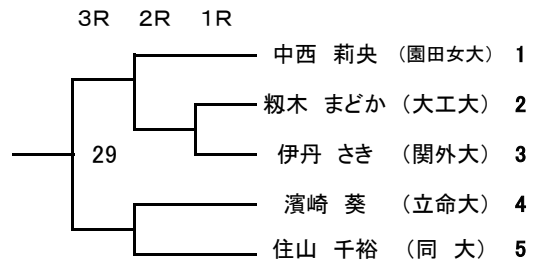 3R 2R 1R
中西 莉央 (園田女大) 1
籾木 まどか (大工大) 2
29 伊丹 さき (関外大) 3
濱崎 葵 (立命大) 4
住山 千裕 (同 大) 5